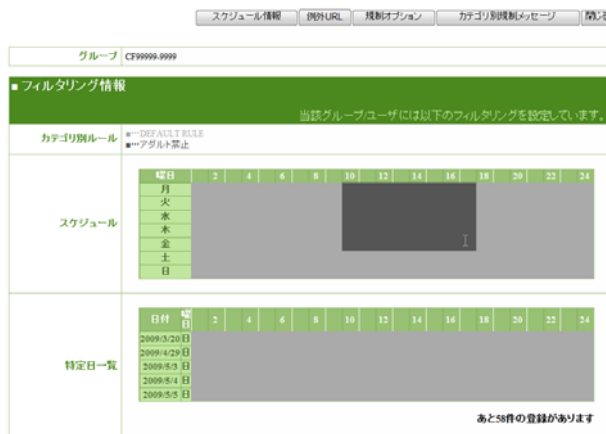 スケジュール情報 例外URL 規制オプション カテゴリ別規制メッセージ 閉じる
グループ CF99999-9999
■フィルタリング情報
当該グループ/ユーザには以下のフィルタリングを設定しています。
カテゴリ別ルール
■…DEFAULT RULE
■…アダルト禁止
スケジュール
曜日 2 4 6 8 10 12 14 16 18 20 22 24
月
火
水
木
金
土
日
特定日一覧
日付 曜日 2 4 6 8 10 12 14 16 18 20 22 24
2009/3/20 日
2009/4/29 日
2009/5/3 日
2009/5/4 日
2009/5/5 日
あと58件の登録があります